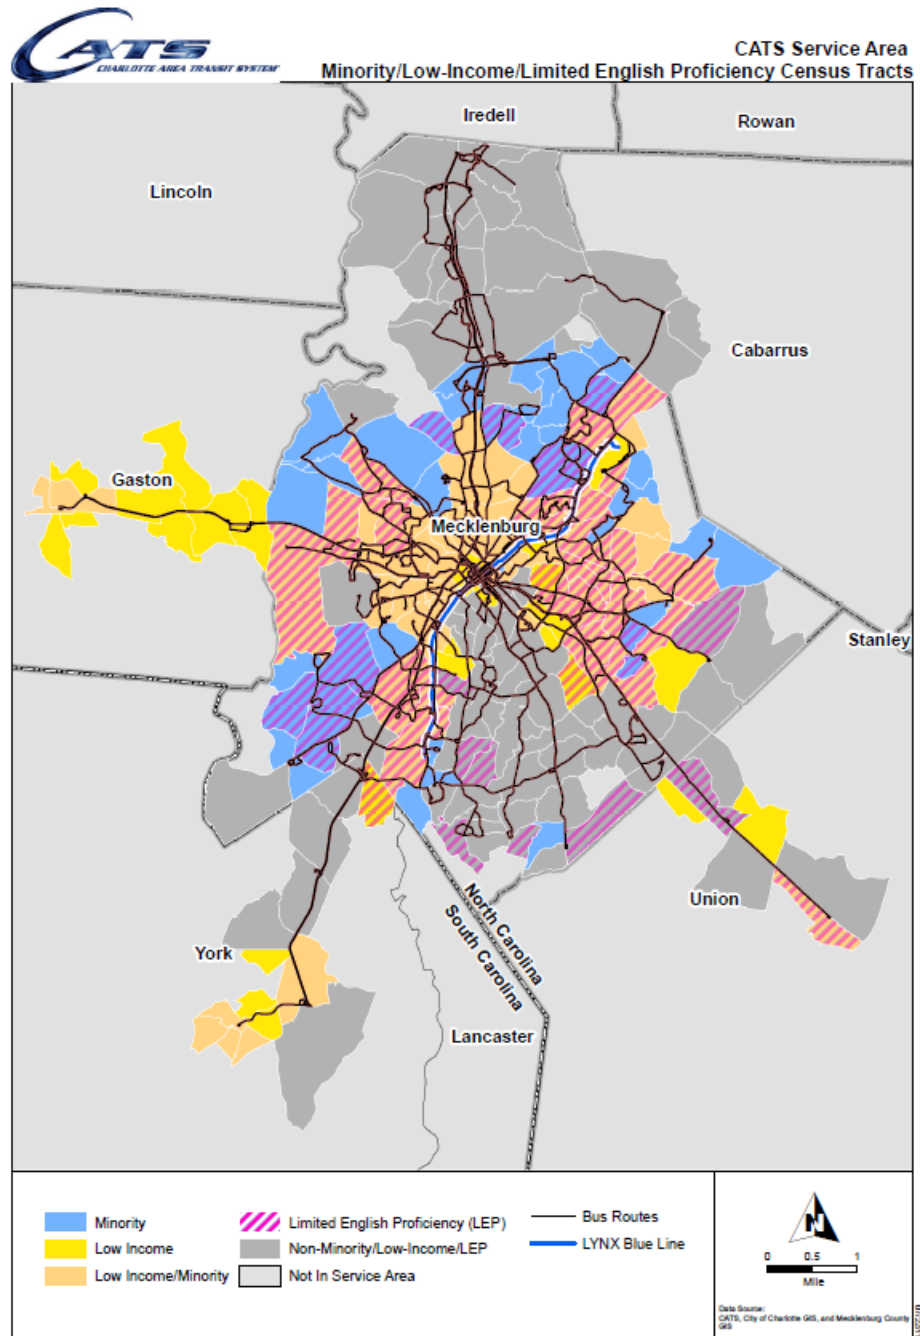 CATS
CHARLOTTE AREA TRANSIT SYSTEM
CATS Service Area
Minority/Low-Income/Limited English Proficiency Census Tracts
Iredell
Rowan
Lincoln
Cabarrus
Gaston
Mecklenburg
Stanley
Union
North Carolina
South Carolina
York
Lancaster
Minority
Low Income
Low Income/Minority
Limited English Proficiency (LEP)
Non-Minority/Low-Income/LEP
Not In Service Area
Bus Routes
LYNX Blue Line
N
0 0.5 1
Mile
Data Source:
CATS, City of Charlotte GIS, and Mecklenburg County
GIS